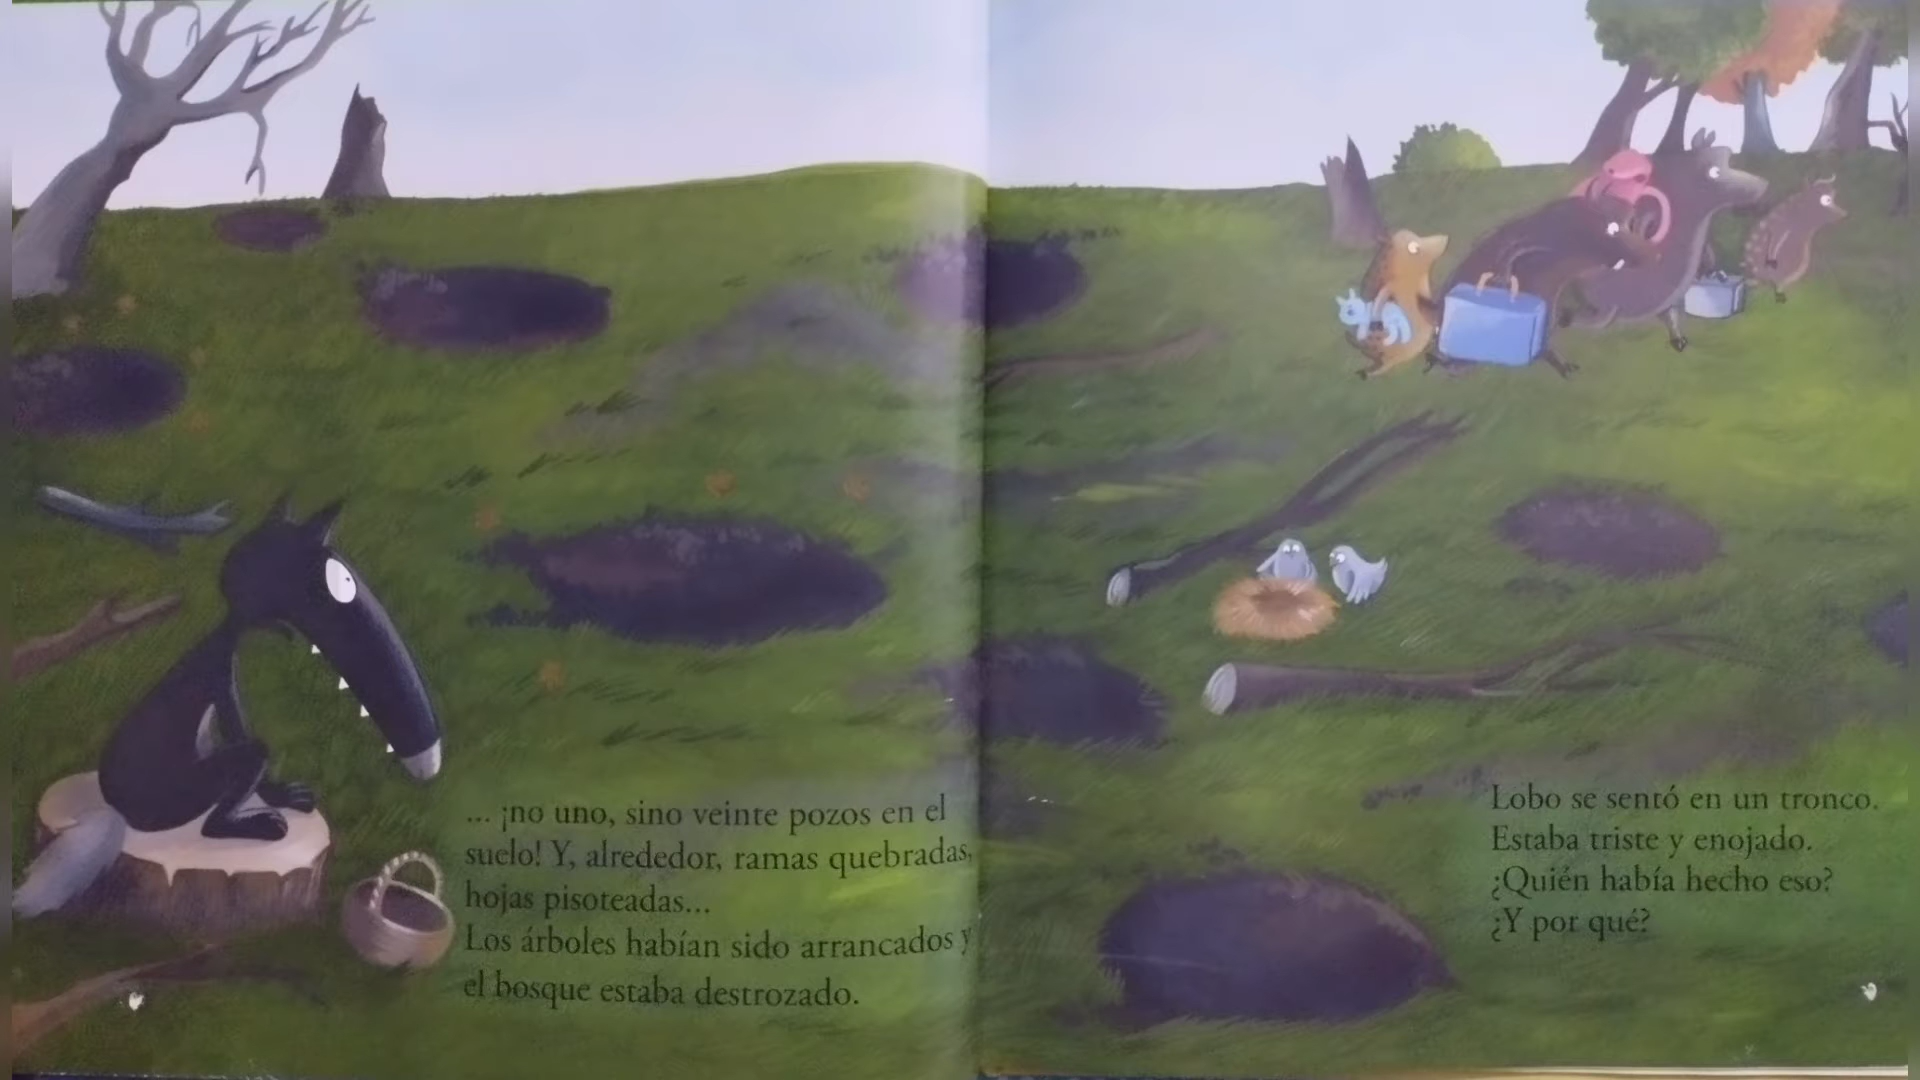 ... ¡no uno, sino veinte pozos en el
suelo! Y, alrededor, ramas quebradas,
hojas pisoteadas...
Los árboles habían sido arrancados y
el bosque estaba destrozado.
Lobo se sentó en un tronco.
Estaba triste y enojado.
¿Quién había hecho eso?
¿Y por qué?